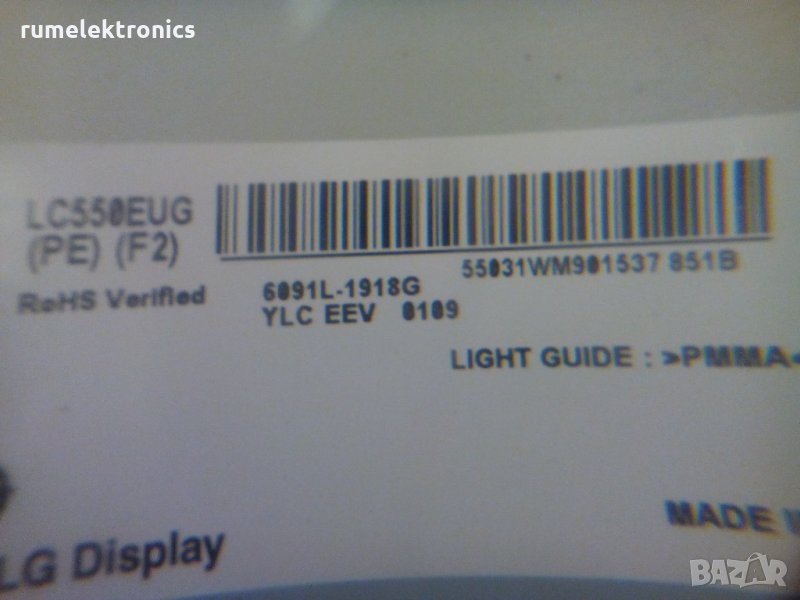 rumelektronics
LC550EUG
(PE) (F2)
RoHS Verified
55031WM901537 851B
6091L-1918G
YLC EEV 0109
LIGHT GUIDE : >PMMA<
MADE
LG Display
BAZAR